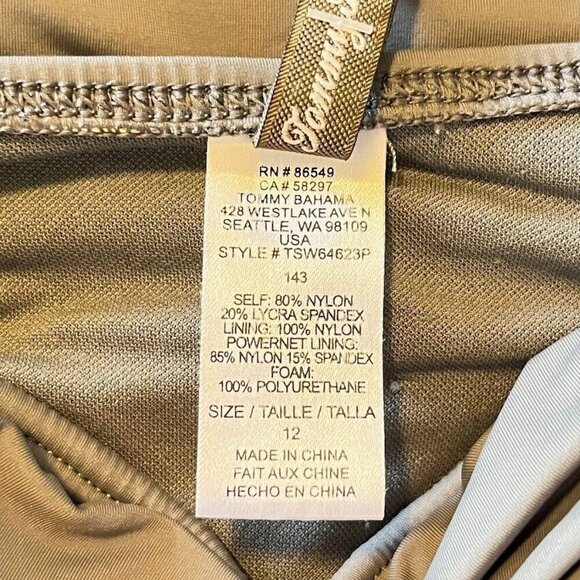 Tommy
RN # 86549
CA # 58297
TOMMY BAHAMA
428 WESTLAKE AVE N
SEATTLE, WA 98109
USA
STYLE # TSW64623P
143
SELF: 80% NYLON
20% LYCRA SPANDEX
LINING: 100% NYLON
POWERNET LINING:
85% NYLON 15% SPANDEX
FOAM:
100% POLYURETHANE
SIZE / TAILLE / TALLA
12
MADE IN CHINA
FAIT AUX CHINE
HECHO EN CHINA